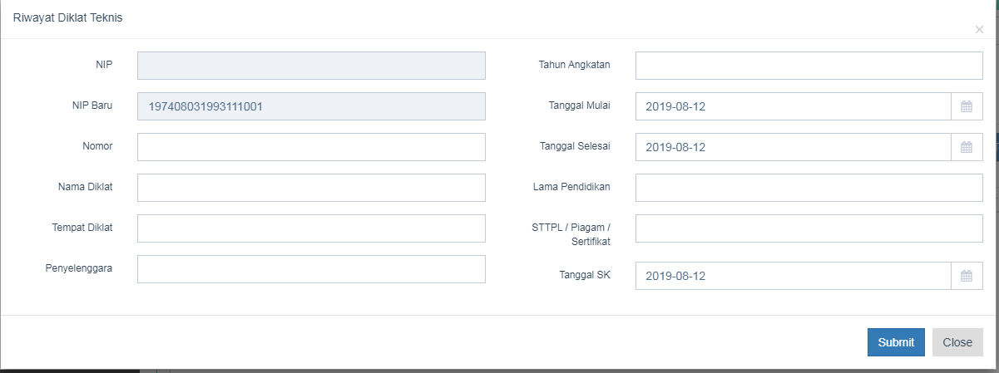 Riwayat Diklat Teknis
×
NIP
NIP Baru 197408031993111001
Nomor
Nama Diklat
Tempat Diklat
Penyelenggara
Tahun Angkatan
Tanggal Mulai 2019-08-12
Tanggal Selesai 2019-08-12
Lama Pendidikan
STTPL / Piagam /
Sertifikat
Tanggal SK 2019-08-12
Submit Close